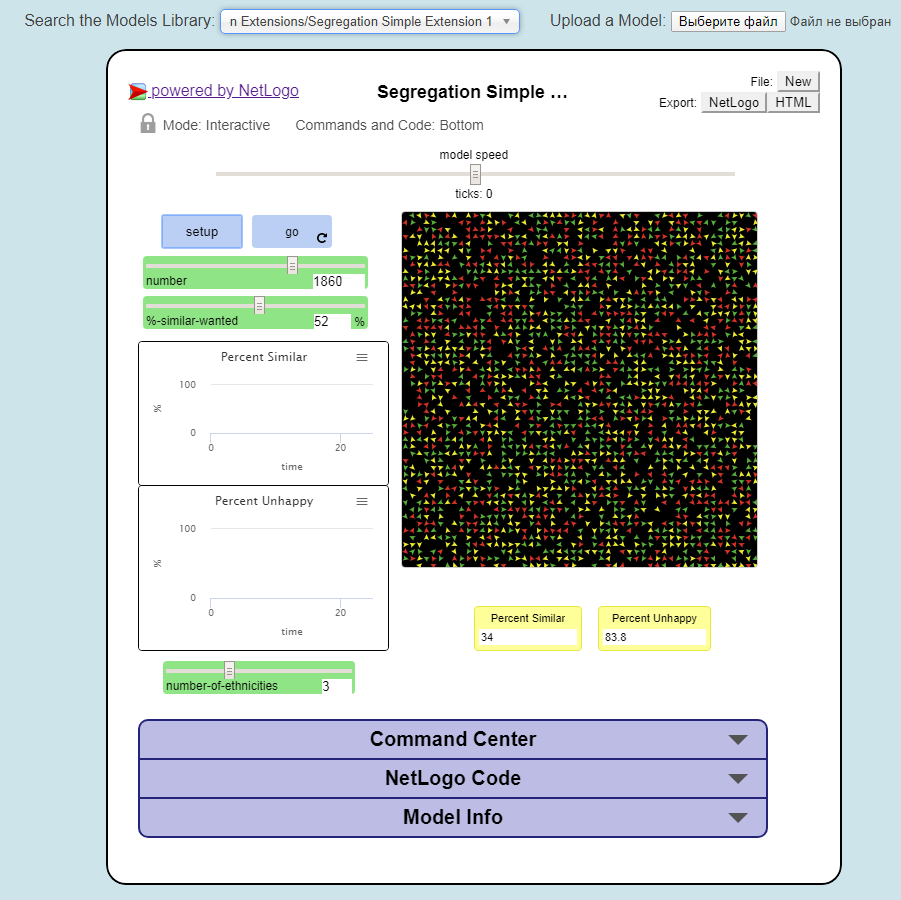 Search the Models Library: n Extensions/Segregation Simple Extension 1 Upload a Model: Выберите файл Файл не выбран
powered by NetLogo Segregation Simple ... File: New
Export: NetLogo HTML
Mode: Interactive Commands and Code: Bottom
model speed
ticks: 0
setup go
number 1860
%-similar-wanted 52 %
Percent Similar
100
%
0
0 20
time
Percent Unhappy
100
%
0
0 20
time
Percent Similar Percent Unhappy
34 83.8
number-of-ethnicities 3
Command Center
NetLogo Code
Model Info